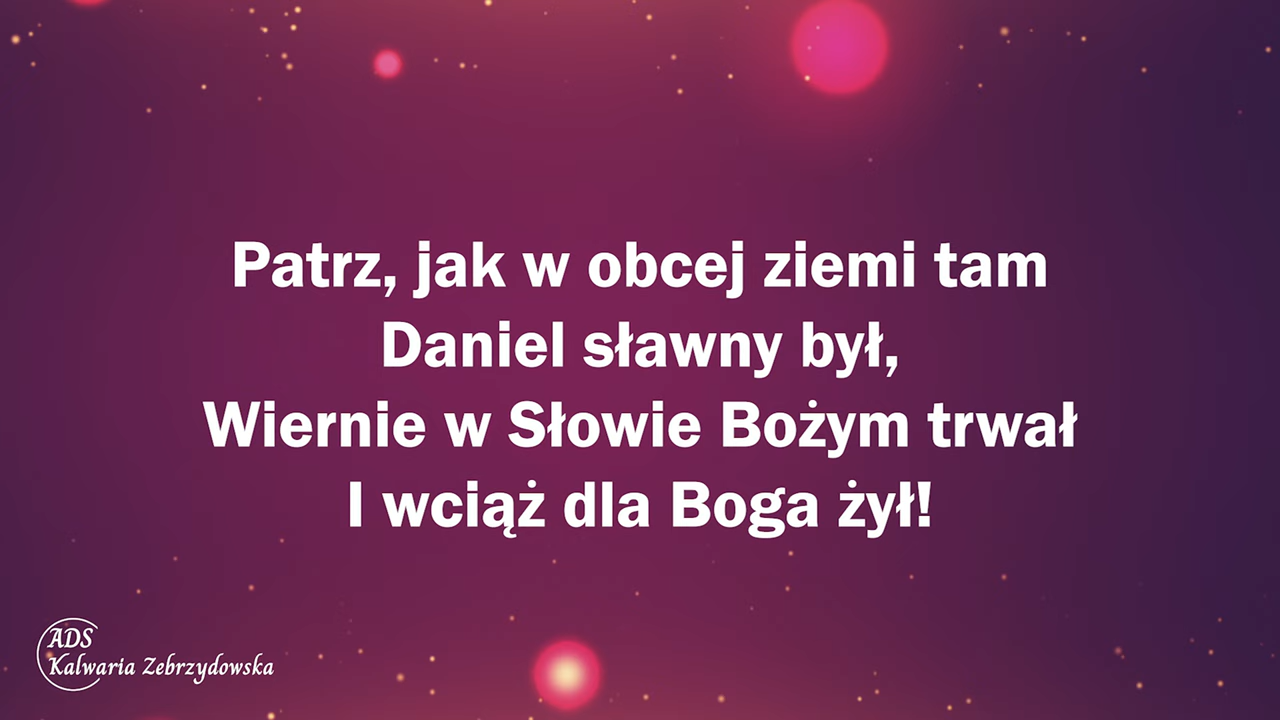 Patrz, jak w obcej ziemi tam
Daniel sławny był,
Wiernie w Słowie Bożym trwał
I wciąż dla Boga żył!
ADS
Kalwaria Zebrzydowska